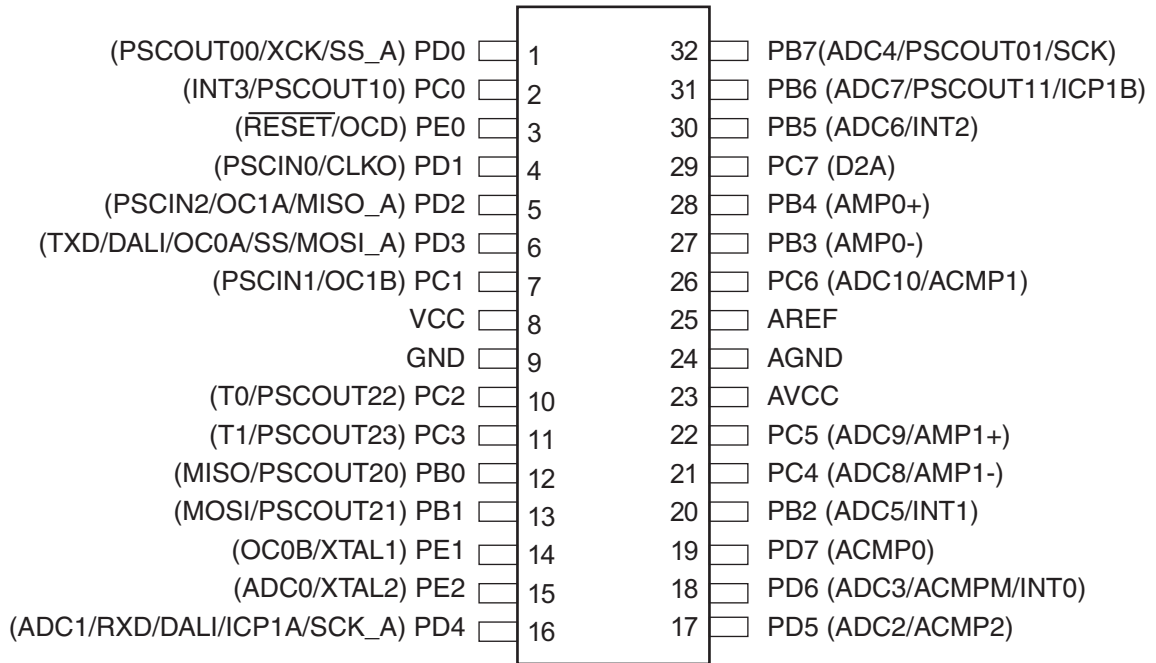 (PSCOUT00/XCK/SS_A) PD0 1 32 PB7(ADC4/PSCOUT01/SCK)
(INT3/PSCOUT10) PC0 2 31 PB6 (ADC7/PSCOUT11/ICP1B)
(RESET/OCD) PE0 3 30 PB5 (ADC6/INT2)
(PSCIN0/CLKO) PD1 4 29 PC7 (D2A)
(PSCIN2/OC1A/MISO_A) PD2 5 28 PB4 (AMP0+)
(TXD/DALI/OC0A/SS/MOSI_A) PD3 6 27 PB3 (AMP0-)
(PSCIN1/OC1B) PC1 7 26 PC6 (ADC10/ACMP1)
VCC 8 25 AREF
GND 9 24 AGND
(T0/PSCOUT22) PC2 10 23 AVCC
(T1/PSCOUT23) PC3 11 22 PC5 (ADC9/AMP1+)
(MISO/PSCOUT20) PB0 12 21 PC4 (ADC8/AMP1-)
(MOSI/PSCOUT21) PB1 13 20 PB2 (ADC5/INT1)
(OC0B/XTAL1) PE1 14 19 PD7 (ACMP0)
(ADC0/XTAL2) PE2 15 18 PD6 (ADC3/ACMPM/INT0)
(ADC1/RXD/DALI/ICP1A/SCK_A) PD4 16 17 PD5 (ADC2/ACMP2)